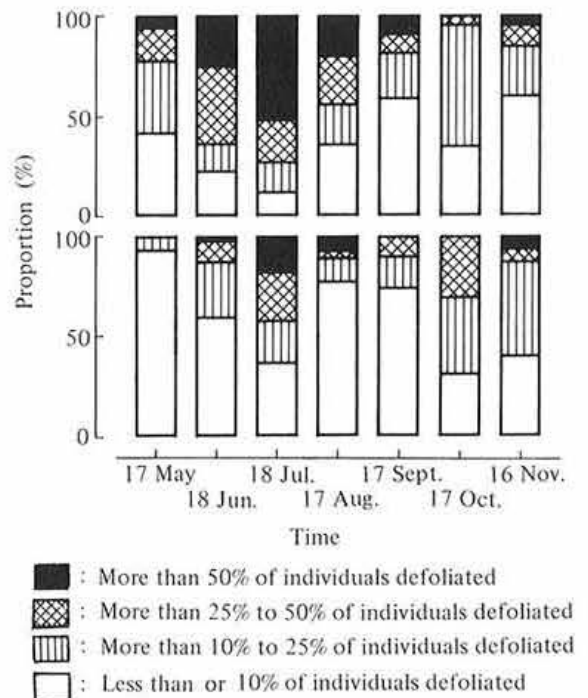 100
50
0
Proportion (%)
100
50
0
17 May 18 Jul. 17 Sept. 16 Nov.
18 Jun. 17 Aug. 17 Oct.
Time
: More than 50% of individuals defoliated
: More than 25% to 50% of individuals defoliated
: More than 10% to 25% of individuals defoliated
: Less than or 10% of individuals defoliated